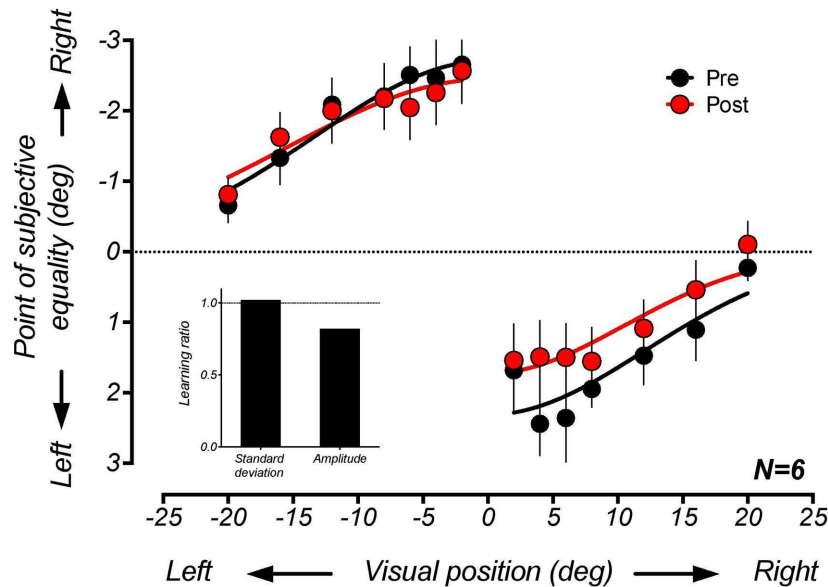 -3
-2
-1
0
1
2
3
Right
Left
Point of subjective
equality (deg)
Pre
Post
1.0
0.5
0.0
Learning ratio
Standard
deviation
Amplitude
N=6
-25 -20 -15 -10 -5 0 5 10 15 20 25
Left Visual position (deg) Right